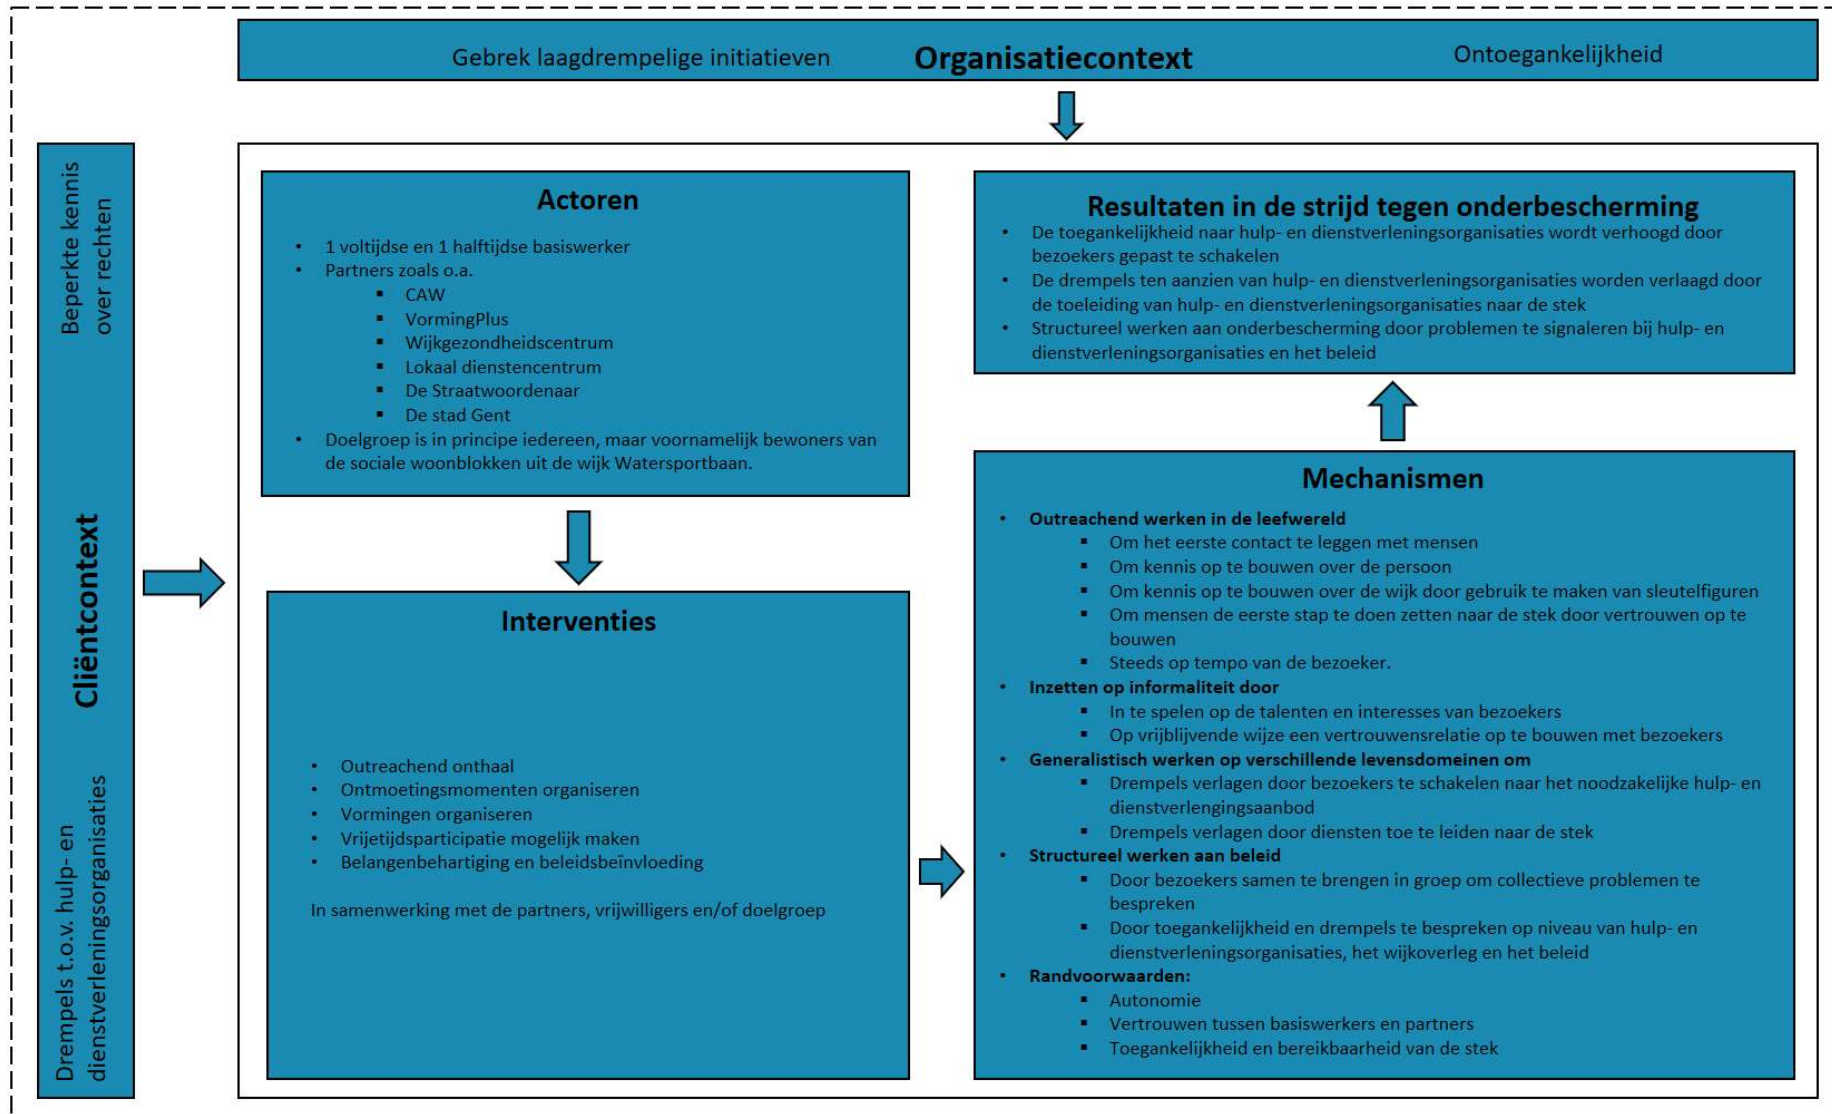 Gebrek laagdrempelige initiatieven
Organisatiecontext
Ontoegankelijkheid
Beperkte kennis
over rechten
Cliëntcontext
Drempels t.o.v. hulp- en
dienstverleningsorganisaties
Actoren
• 1 voltijdse en 1 halftijdse basiswerker
• Partners zoals o.a.
▪ CAW
▪ VormingPlus
▪ Wijkgezondheidscentrum
▪ Lokaal dienstencentrum
▪ De Straatwoordenaar
▪ De stad Gent
• Doelgroep is in principe iedereen, maar voornamelijk bewoners van
de sociale woonblokken uit de wijk Watersportbaan.
Interventies
• Outreachend onthaal
• Ontmoetingsmomenten organiseren
• Vormingen organiseren
• Vrijetijdsparticipatie mogelijk maken
• Belangenbehartiging en beleidsbeïnvloeding
In samenwerking met de partners, vrijwilligers en/of doelgroep
Mechanismen
• Outreachend werken in de leefwereld
▪ Om het eerste contact te leggen met mensen
▪ Om kennis op te bouwen over de persoon
▪ Om kennis op te bouwen over de wijk door gebruik te maken van sleutelfiguren
▪ Om mensen de eerste stap te doen zetten naar de stek door vertrouwen op te
bouwen
▪ Steeds op tempo van de bezoeker.
• Inzetten op informaliteit door
▪ In te spelen op de talenten en interesses van bezoekers
▪ Op vrijblijvende wijze een vertrouwensrelatie op te bouwen met bezoekers
• Generalistisch werken op verschillende levensdomeinen om
▪ Drempels verlagen door bezoekers te schakelen naar het noodzakelijke hulp- en
dienstverlengingsaanbod
▪ Drempels verlagen door diensten toe te leiden naar de stek
• Structureel werken aan beleid
▪ Door bezoekers samen te brengen in groep om collectieve problemen te
bespreken
▪ Door toegankelijkheid en drempels te bespreken op niveau van hulp- en
dienstverleningsorganisaties, het wijkoverleg en het beleid
• Randvoorwaarden:
▪ Autonomie
▪ Vertrouwen tussen basiswerkers en partners
▪ Toegankelijkheid en bereikbaarheid van de stek
Resultaten in de strijd tegen onderbescherming
• De toegankelijkheid naar hulp- en dienstverleningsorganisaties wordt verhoogd door
bezoekers gepast te schakelen
• De drempels ten aanzien van hulp- en dienstverleningsorganisaties worden verlaagd door
de toeleiding van hulp- en dienstverleningsorganisaties naar de stek
• Structureel werken aan onderbescherming door problemen te signaleren bij hulp- en
dienstverleningsorganisaties en het beleid